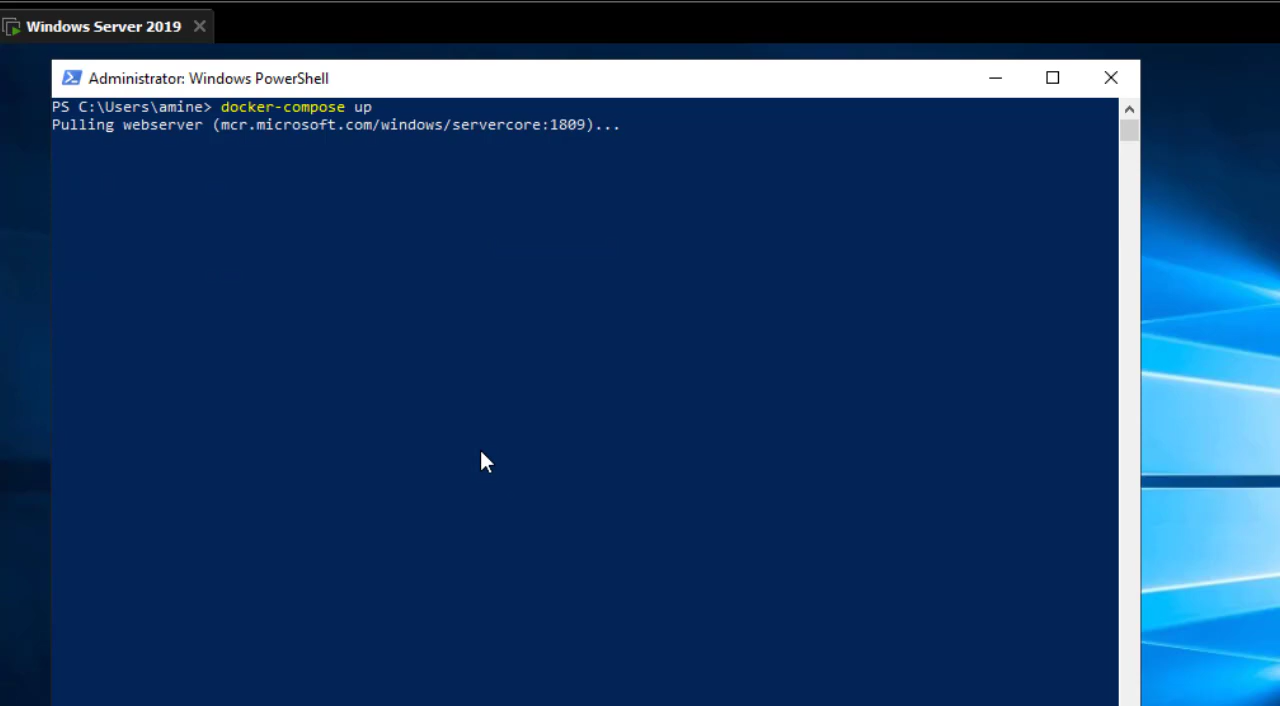 Windows Server 2019
Administrator: Windows PowerShell
PS C:\Users\amine> docker-compose up
Pulling webserver (mcr.microsoft.com/windows/servercore:1809)...